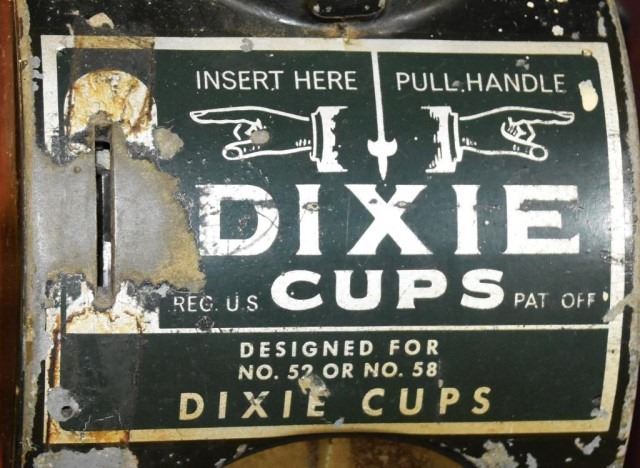 INSERT HERE PULL HANDLE
DIXIE
REG. U.S CUPS PAT OFF
DESIGNED FOR
NO. 52 OR NO. 58
DIXIE CUPS